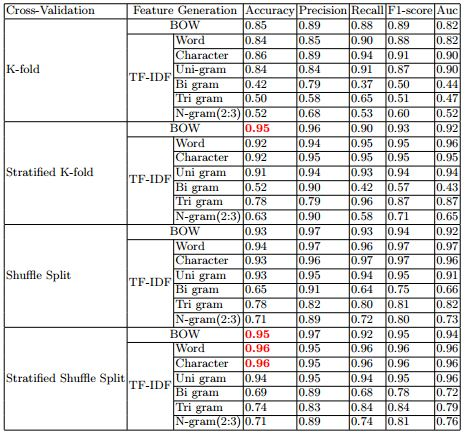 Cross-Validation Feature Generation Accuracy Precision Recall F1-score Auc
K-fold BOW 0.85 0.89 0.88 0.89 0.82
TF-IDF Word 0.84 0.85 0.90 0.88 0.82
Character 0.86 0.89 0.94 0.91 0.90
Uni-gram 0.84 0.84 0.91 0.87 0.90
Bi gram 0.42 0.79 0.37 0.50 0.44
Tri gram 0.50 0.58 0.65 0.51 0.47
N-gram(2:3) 0.52 0.68 0.53 0.60 0.52
Stratified K-fold BOW 0.95 0.96 0.90 0.93 0.92
TF-IDF Word 0.92 0.94 0.95 0.95 0.96
Character 0.92 0.95 0.95 0.95 0.95
Uni gram 0.91 0.94 0.93 0.94 0.94
Bi gram 0.52 0.90 0.42 0.57 0.43
Tri gram 0.78 0.79 0.96 0.87 0.87
N-gram(2:3) 0.63 0.90 0.58 0.71 0.65
Shuffle Split BOW 0.93 0.97 0.93 0.94 0.92
TF-IDF Word 0.94 0.97 0.96 0.97 0.97
Character 0.93 0.96 0.97 0.97 0.96
Uni gram 0.93 0.95 0.94 0.95 0.91
Bi gram 0.65 0.91 0.64 0.75 0.66
Tri gram 0.78 0.82 0.80 0.81 0.82
N-gram(2:3) 0.71 0.89 0.74 0.80 0.73
Stratified Shuffle Split BOW 0.95 0.97 0.92 0.95 0.94
TF-IDF Word 0.96 0.95 0.96 0.96 0.96
Character 0.96 0.95 0.96 0.96 0.96
Uni gram 0.94 0.95 0.94 0.95 0.96
Bi gram 0.69 0.89 0.68 0.78 0.72
Tri gram 0.74 0.83 0.84 0.84 0.79
N-gram(2:3) 0.71 0.89 0.74 0.81 0.76